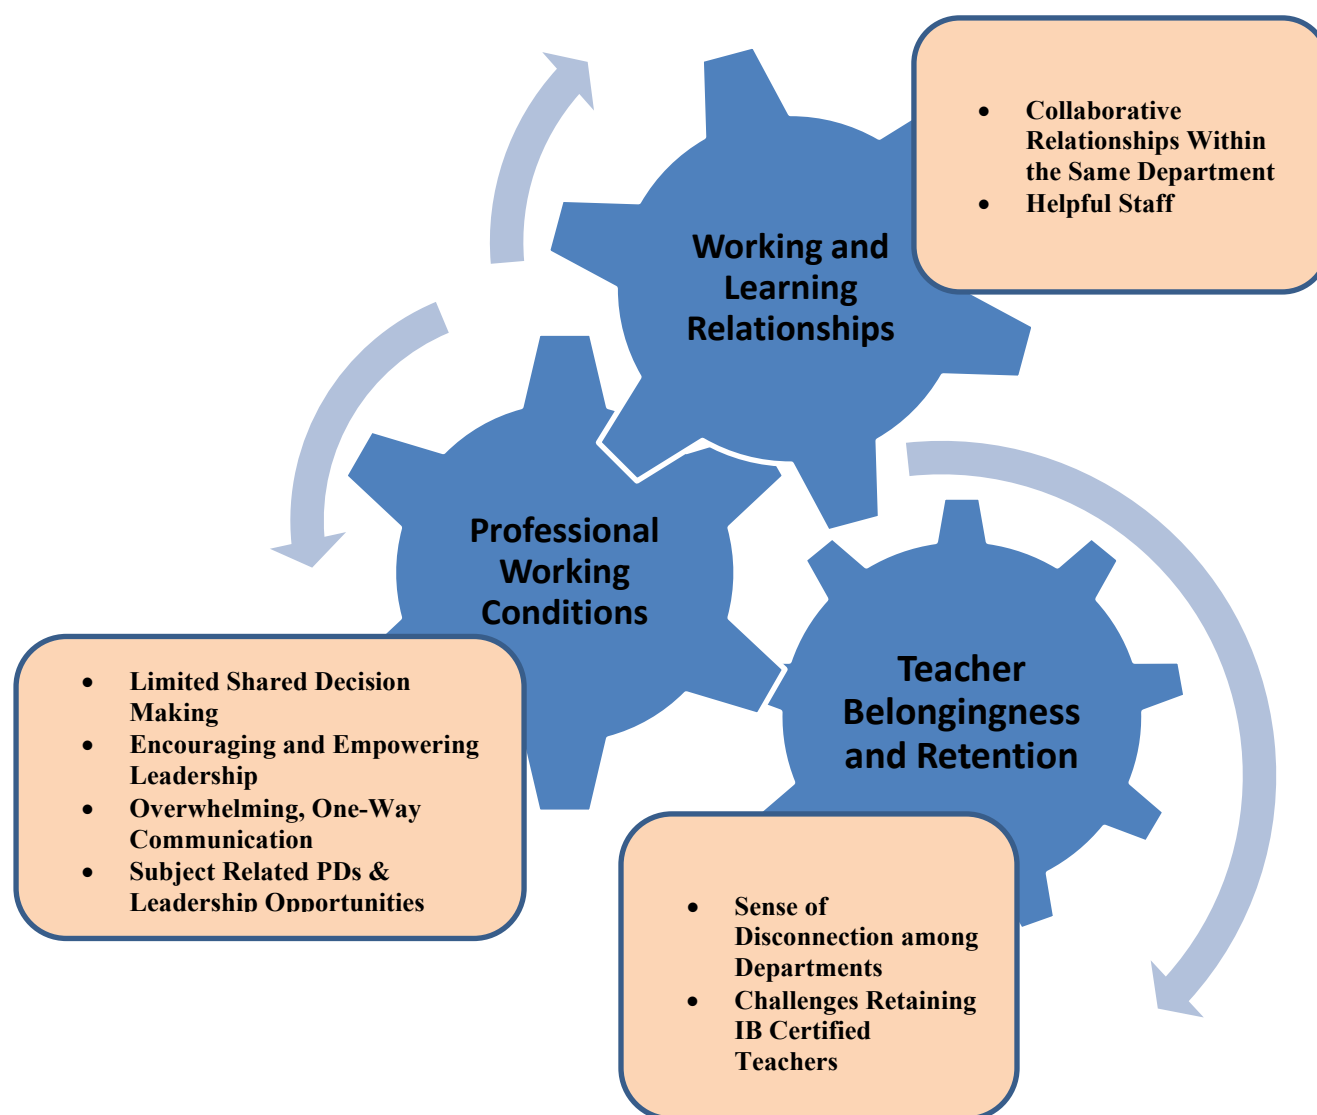 • Collaborative
Relationships Within
the Same Department
• Helpful Staff
Working and
Learning
Relationships
Professional
Working
Conditions
• Limited Shared Decision
Making
• Encouraging and Empowering
Leadership
• Overwhelming, One-Way
Communication
• Subject Related PDs &
Leadership Opportunities
Teacher
Belongingness
and Retention
• Sense of
Disconnection among
Departments
• Challenges Retaining
IB Certified
Teachers